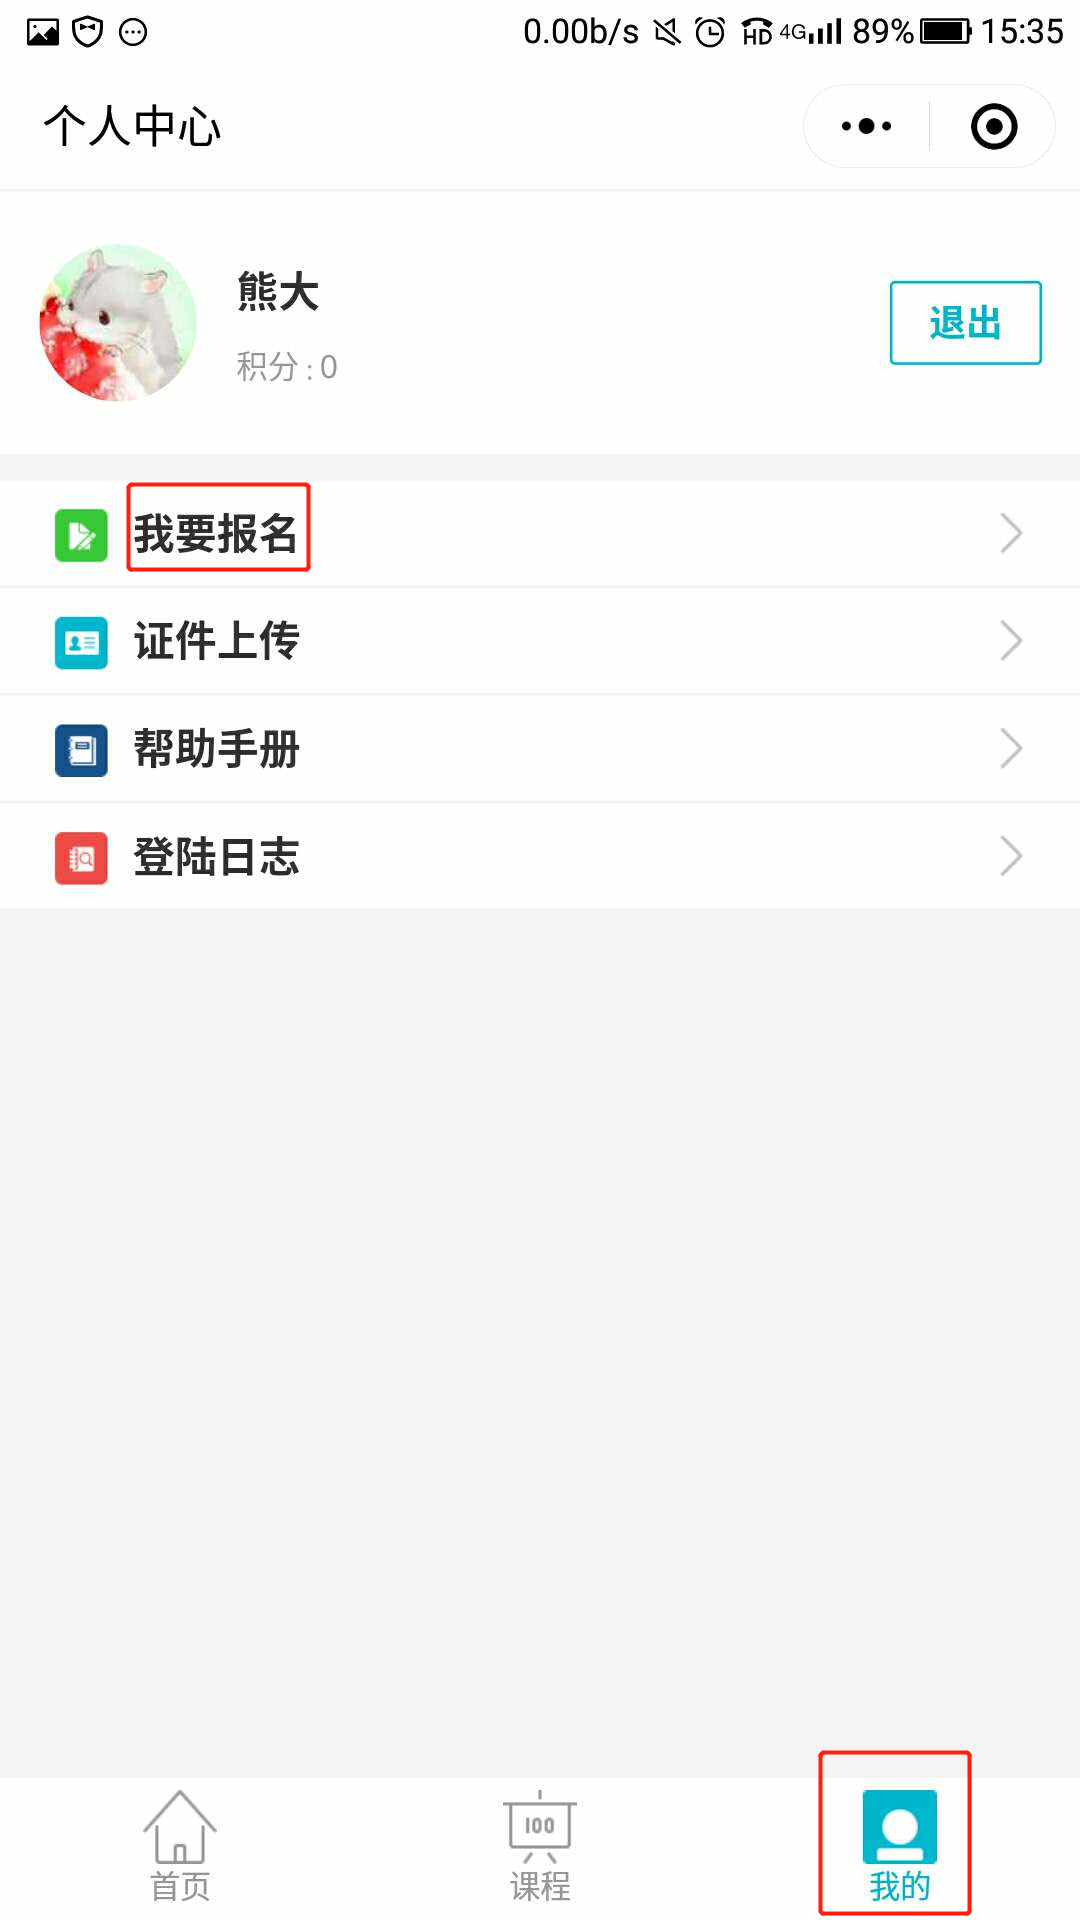 0.00b/s HD 4G 89% 15:35
个人中心
熊大
积分 : 0
退出
我要报名
证件上传
帮助手册
登陆日志
100
首页 课程 我的